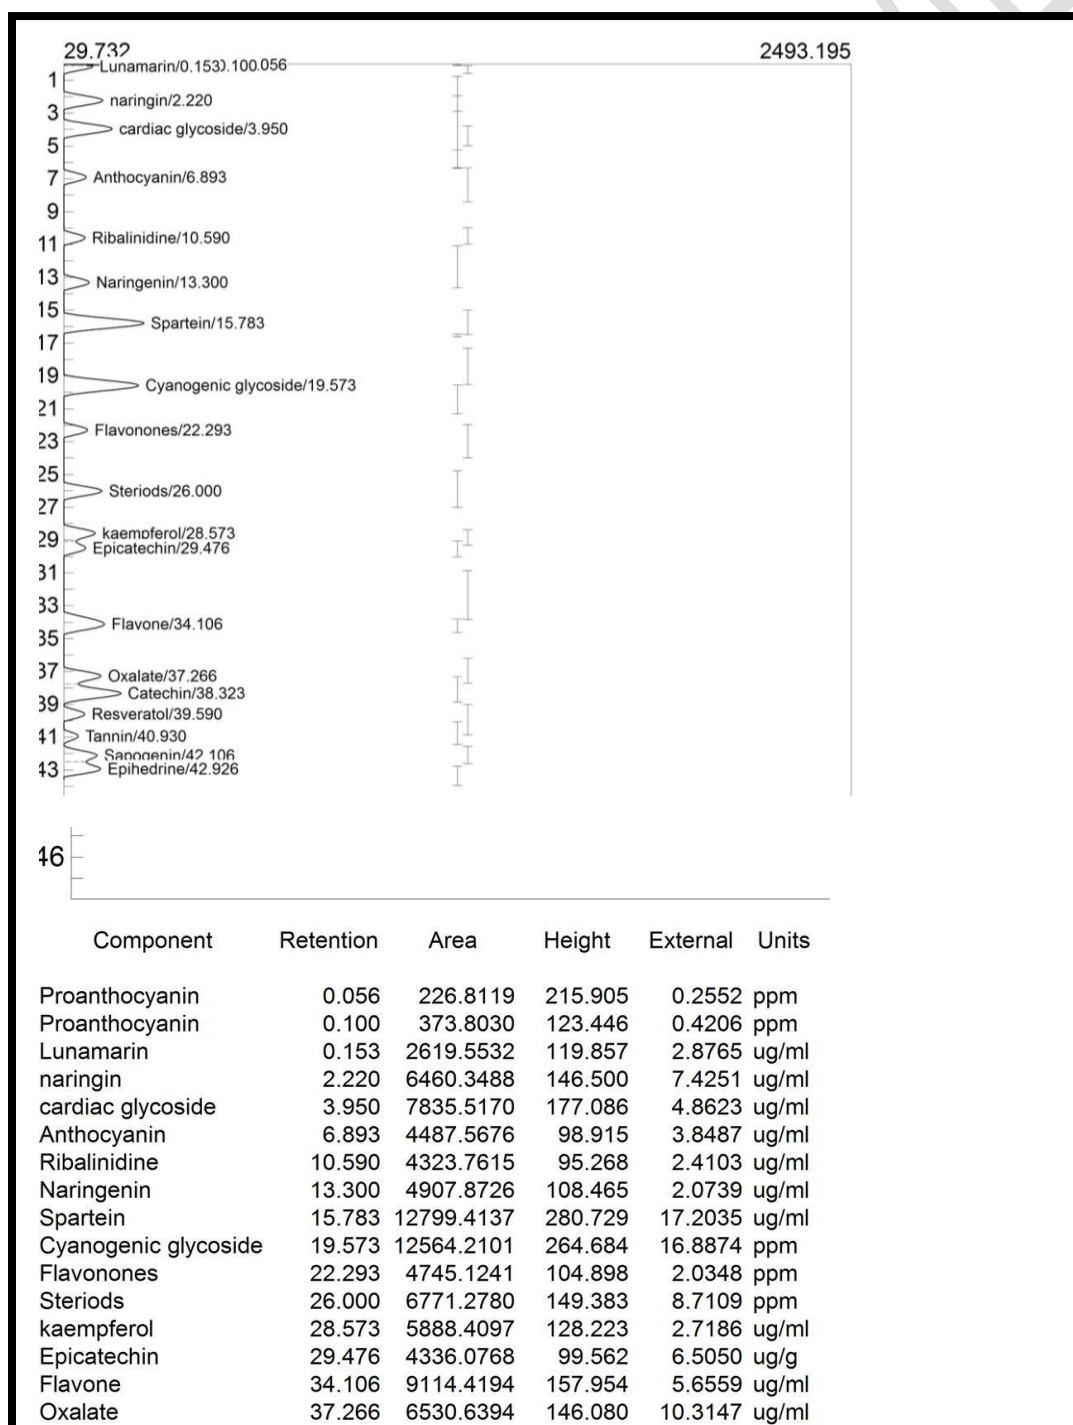 29.732 2493.195
Lunamarin/0.153).100.056
1
naringin/2.220
3
cardiac glycoside/3.950
5
7 Anthocyanin/6.893
9
11 Ribalinidine/10.590
13 Naringenin/13.300
15
Spartein/15.783
17
19
Cyanogenic glycoside/19.573
21
Flavonones/22.293
23
25
Steriods/26.000
27
29 kaempferol/28.573
Epicatechin/29.476
31
33
Flavone/34.106
35
37 Oxalate/37.266
Catechin/38.323
39
Resveratol/39.590
41 Tannin/40.930
Sapogenin/42.106
43 Epihedrine/42.926
46
Component Retention Area Height External Units
Proanthocyanin 0.056 226.8119 215.905 0.2552 ppm
Proanthocyanin 0.100 373.8030 123.446 0.4206 ppm
Lunamarin 0.153 2619.5532 119.857 2.8765 ug/ml
naringin 2.220 6460.3488 146.500 7.4251 ug/ml
cardiac glycoside 3.950 7835.5170 177.086 4.8623 ug/ml
Anthocyanin 6.893 4487.5676 98.915 3.8487 ug/ml
Ribalinidine 10.590 4323.7615 95.268 2.4103 ug/ml
Naringenin 13.300 4907.8726 108.465 2.0739 ug/ml
Spartein 15.783 12799.4137 280.729 17.2035 ug/ml
Cyanogenic glycoside 19.573 12564.2101 264.684 16.8874 ppm
Flavonones 22.293 4745.1241 104.898 2.0348 ppm
Steriods 26.000 6771.2780 149.383 8.7109 ppm
kaempferol 28.573 5888.4097 128.223 2.7186 ug/ml
Epicatechin 29.476 4336.0768 99.562 6.5050 ug/g
Flavone 34.106 9114.4194 157.954 5.6559 ug/ml
Oxalate 37.266 6530.6394 146.080 10.3147 ug/ml